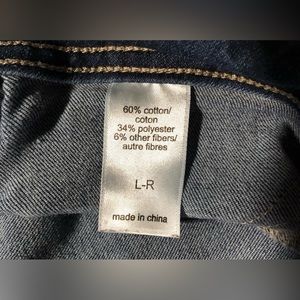 60% cotton/
coton
34% polyester
6% other fibers/
autre fibres
L-R
made in china